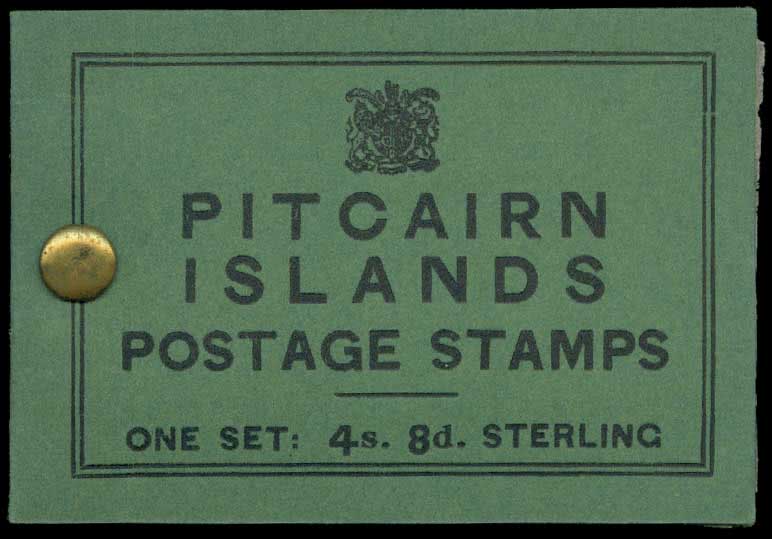 PITCAIRN
ISLANDS
POSTAGE STAMPS
ONE SET: 4s. 8d. STERLING